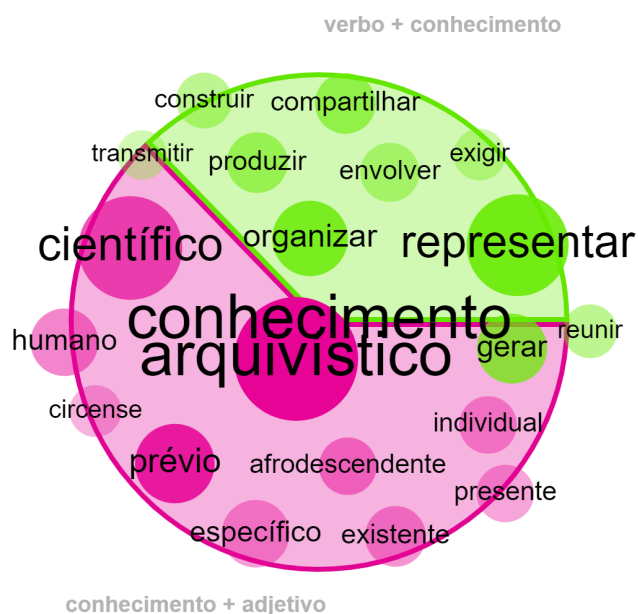 verbo + conhecimento
construir
compartilhar
transmitir
produzir
envolver
exigir
científico
organizar
representar
conhecimento
humano
arquivístico
gerar
reunir
circense
individual
prévio
afrodescendente
presente
específico
existente
conhecimento + adjetivo